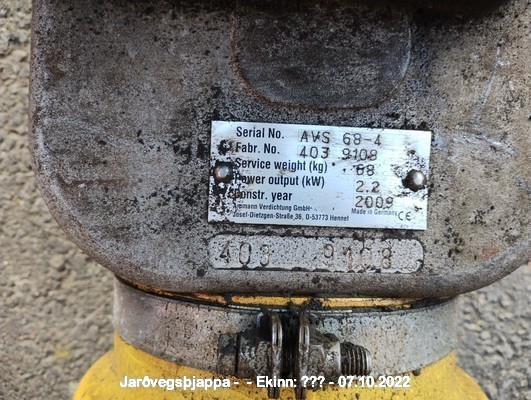 Serial No. AVS 68-4
Fabr. No. 403 9108
Service weight (kg) 68
Power output (kW) 2.2
Constr. year 2009
Ammann Verdichtung GmbH Made in Germany
Josef-Dietzgen-Straße 36, D-53773 Hennef CE
403 9108
Jarðvegsþjappa - - Ekinn: ??? - 07.10.2022